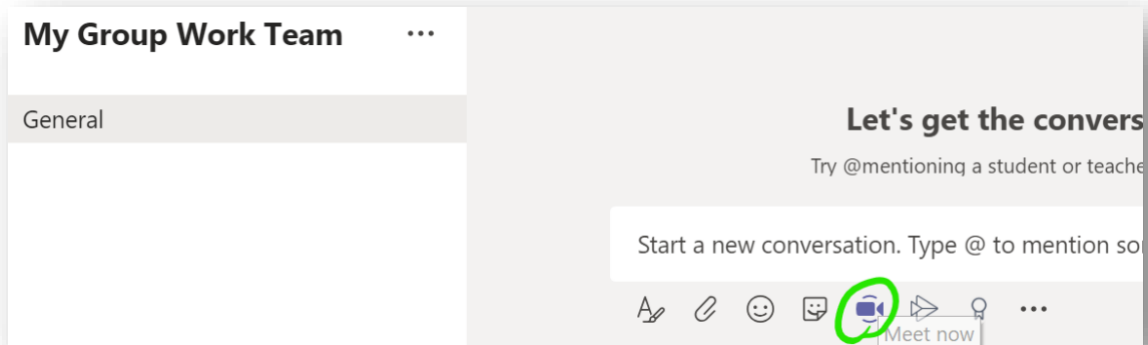 My Group Work Team
General
Let's get the convers
Try @mentioning a student or teache
Start a new conversation. Type @ to mention so
Meet now